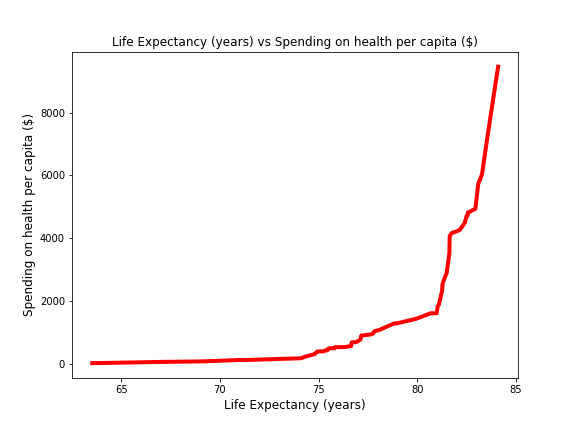 Life Expectancy (years) vs Spending on health per capita ($)
8000
6000
4000
2000
0
Spending on health per capita ($)
65 70 75 80 85
Life Expectancy (years)